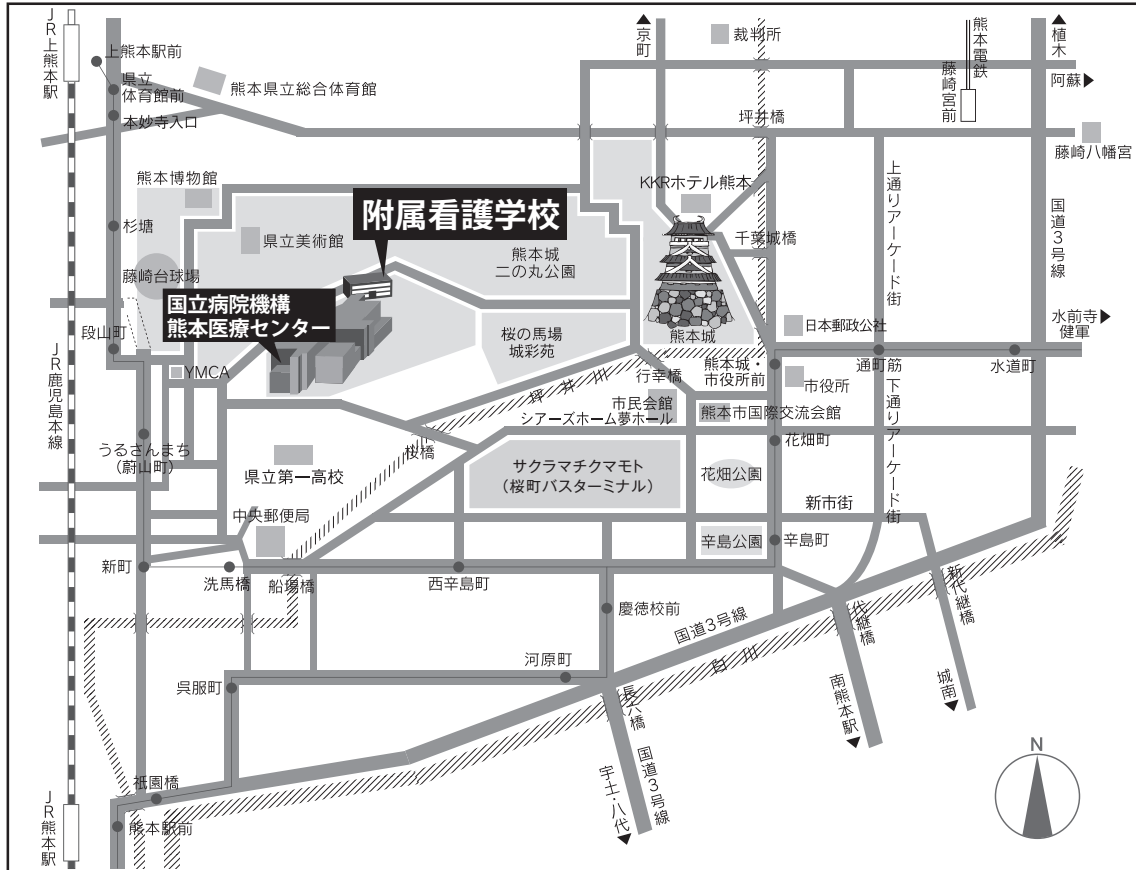 JR上熊本駅
上熊本駅前
県立
体育館前
本妙寺入口
熊本県立総合体育館
京町
裁判所
熊本電鉄
藤崎宮前
植木
阿蘇
坪井橋
藤崎八幡宮
熊本博物館
附属看護学校
KKRホテル熊本
上通りアーケード街
国道3号線
杉塘
県立美術館
熊本城
二の丸公園
千葉城橋
藤崎台球場
国立病院機構
熊本医療センター
段山町
桜の馬場
城彩苑
熊本城
日本郵政公社
水前寺
健軍
JR鹿児島本線
YMCA
坪井川
行幸橋
熊本城・
市役所前
通町筋
水道町
市役所
下通りアーケード街
市民会館
シアーズホーム夢ホール
熊本市国際交流会館
うるさんまち
(蔚山町)
桜橋
花畑町
県立第一高校
サクラマチクマモト
(桜町バスターミナル)
花畑公園
新市街
中央郵便局
辛島公園
辛島町
新町
洗馬橋
船場橋
西辛島町
慶徳校前
国道3号線
代継橋
新代継橋
白川
河原町
呉服町
長六橋
南熊本駅
城南
国道3号線
宇土・八代
N
祇園橋
JR熊本駅
熊本駅前